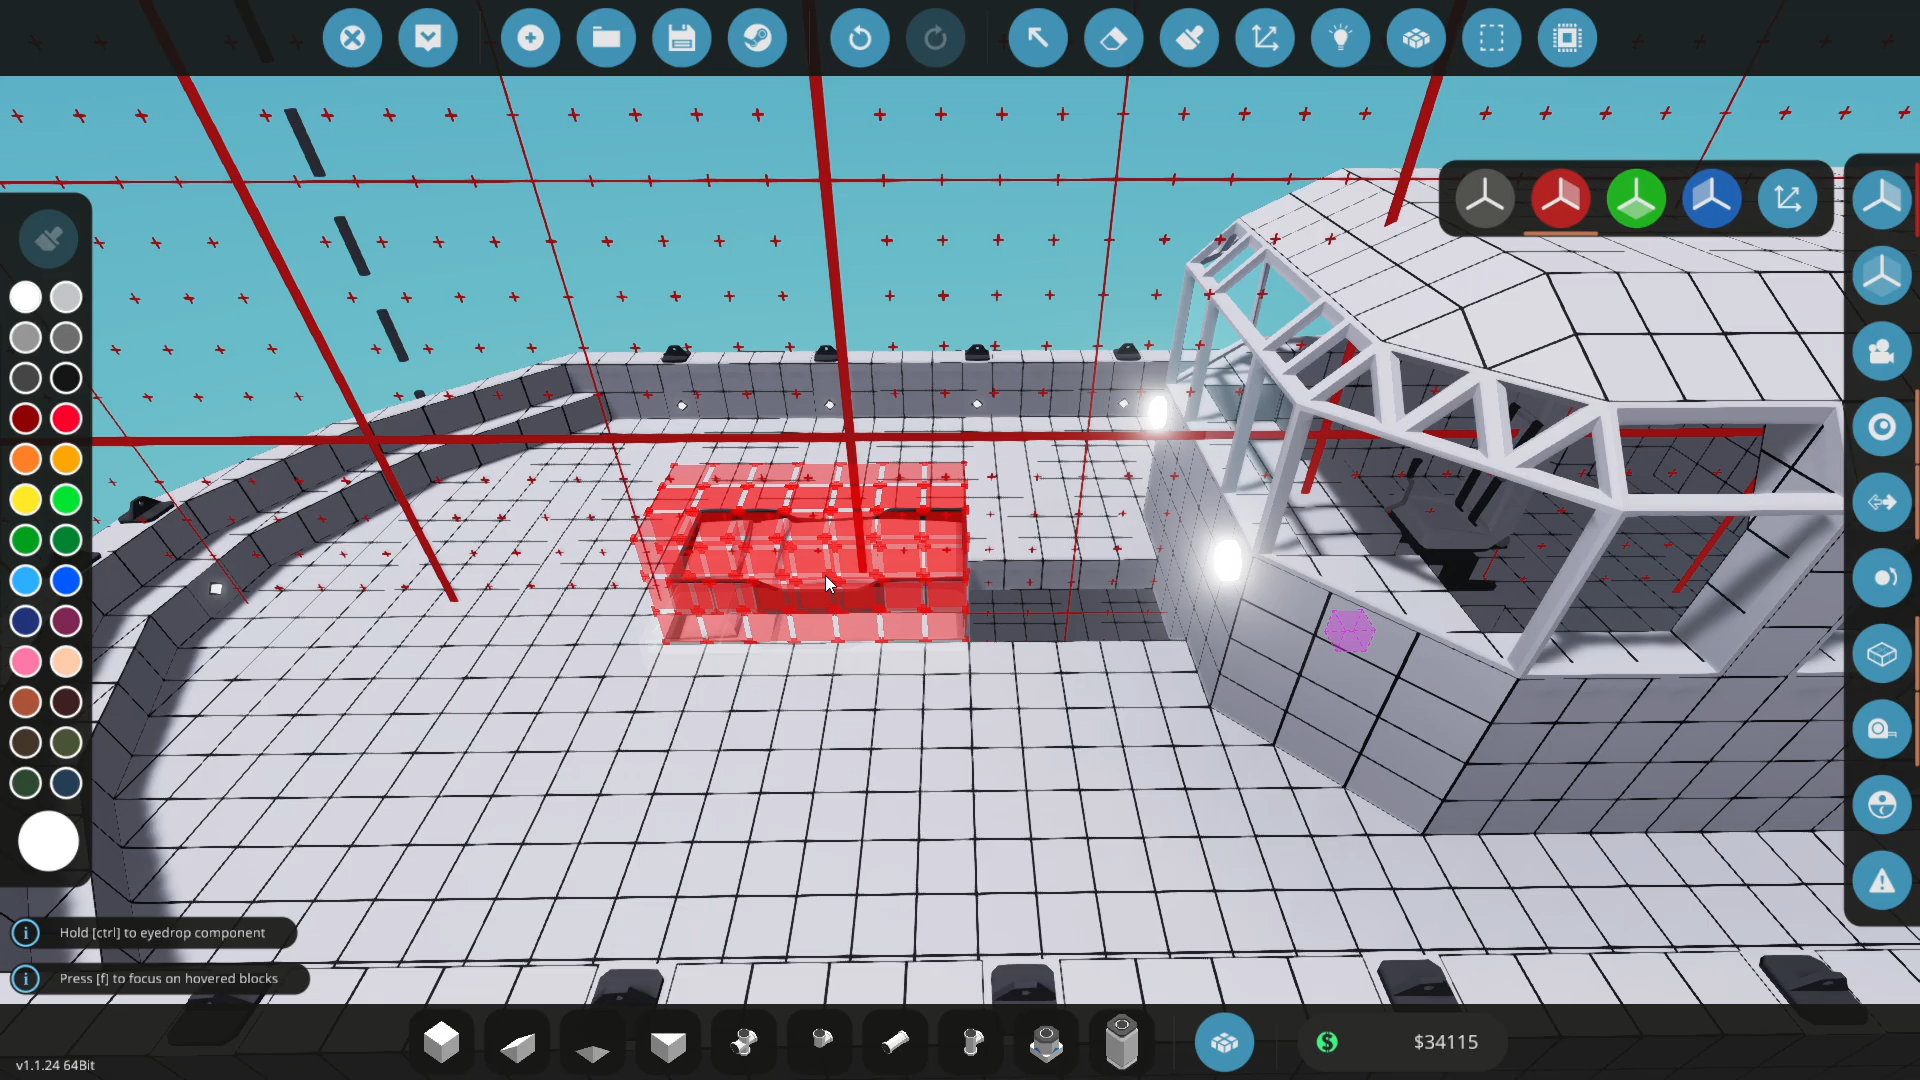 Hold [ctrl] to eyedrop component
Press [f] to focus on hovered blocks
$34115
v1.1.24 64Bit